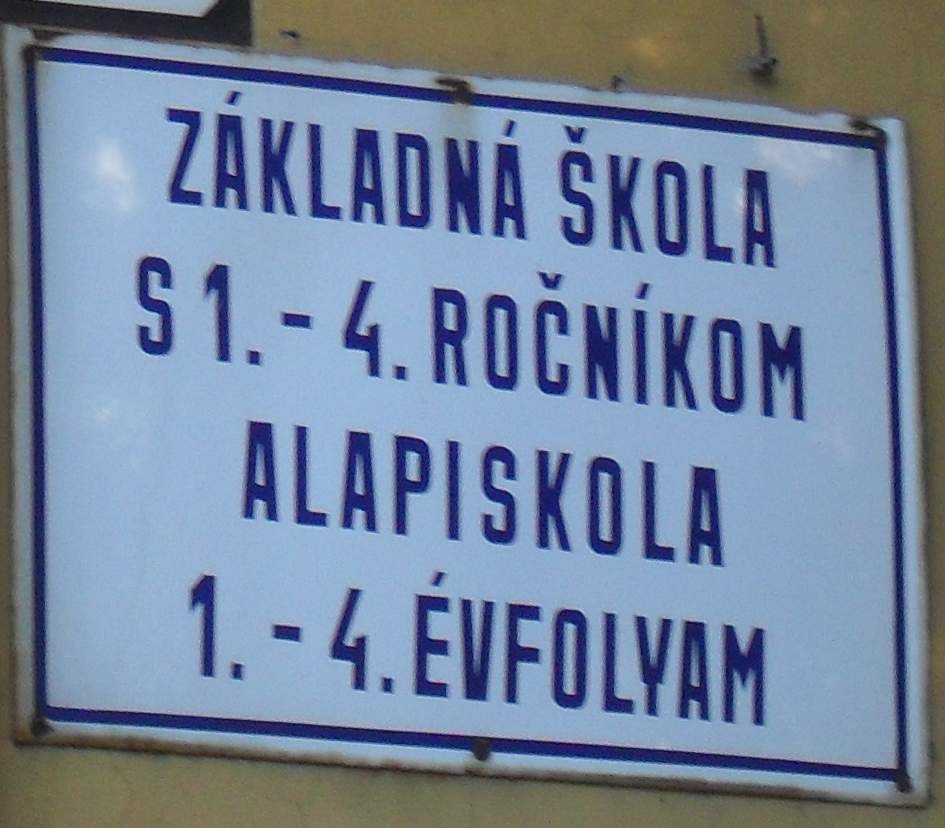 ZÁKLADNÁ ŠKOLA
S 1.- 4. ROČNÍKOM
ALAPISKOLA
1.- 4. ÉVFOLYAM